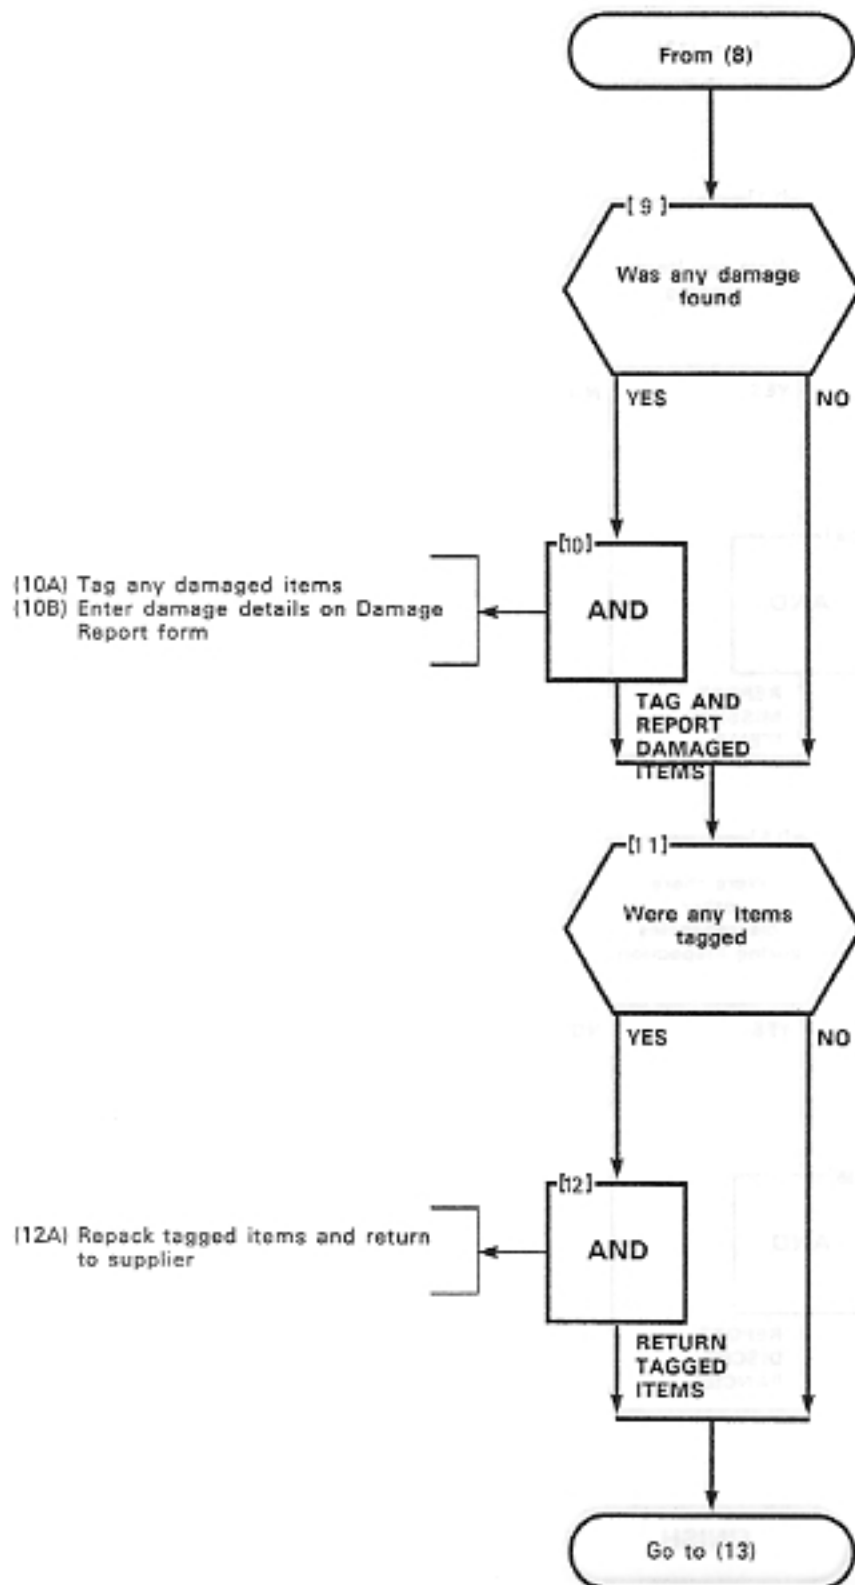 From (8)
[9]
Was any damage
found
YES
NO
[10]
(10A) Tag any damaged items
(10B) Enter damage details on Damage
Report form
AND
TAG AND
REPORT
DAMAGED
ITEMS
[11]
Were any items
tagged
YES
NO
[12]
(12A) Repack tagged items and return
to supplier
AND
RETURN
TAGGED
ITEMS
Go to (13)